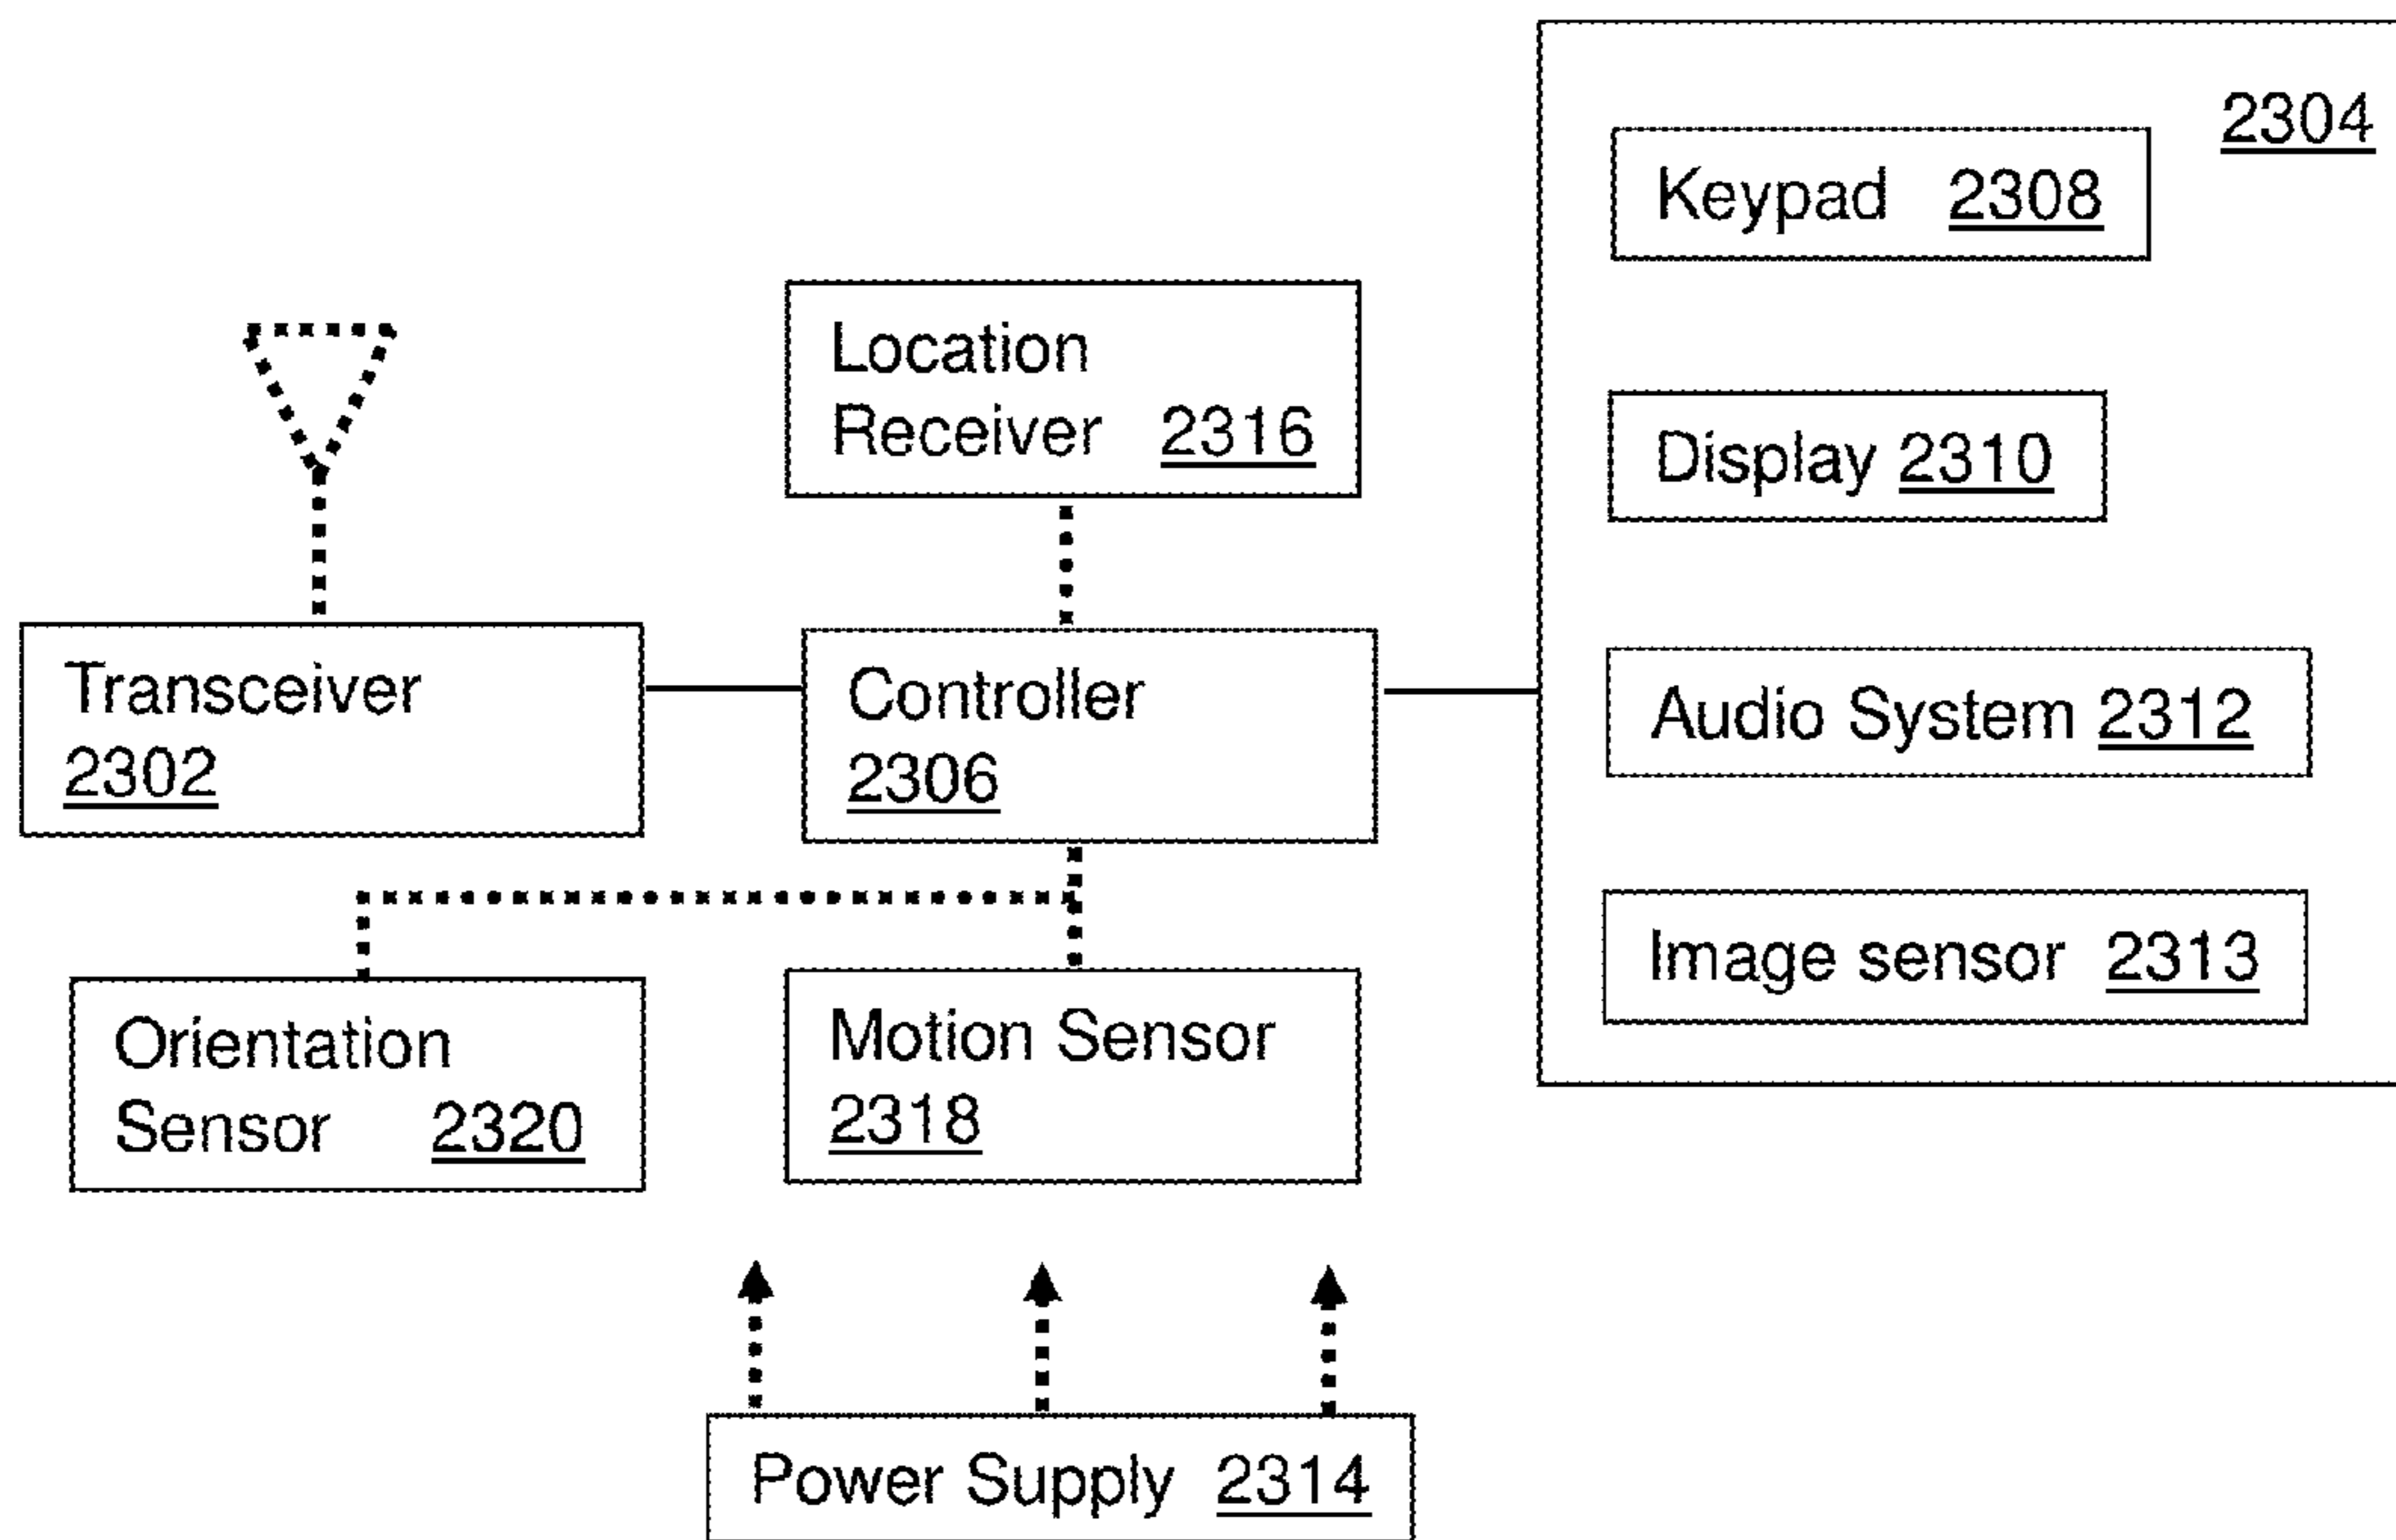 2304
Keypad 2308
Location
Receiver 2316
Display 2310
Transceiver
2302
Controller
2306
Audio System 2312
Image sensor 2313
Orientation
Sensor 2320
Motion Sensor
2318
Power Supply 2314